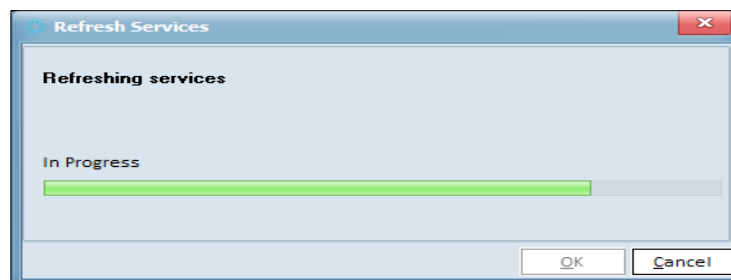 Refresh Services
Refreshing services
In Progress
OK
Cancel